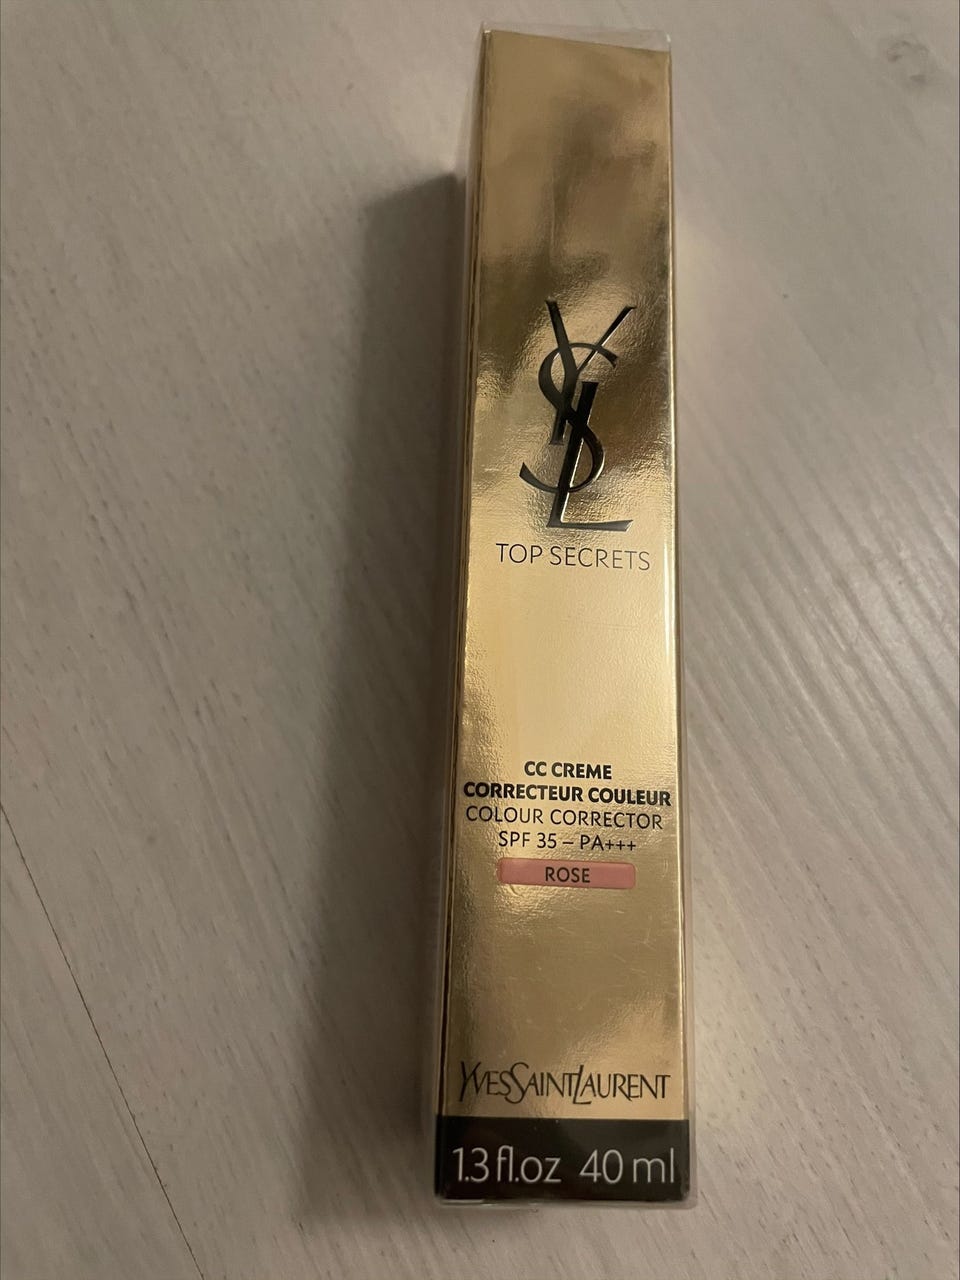 YSL
TOP SECRETS
CC CREME
CORRECTEUR COULEUR
COLOUR CORRECTOR
SPF 35 – PA+++
ROSE
YVESSAINTLAURENT
1.3 fl.oz 40 ml